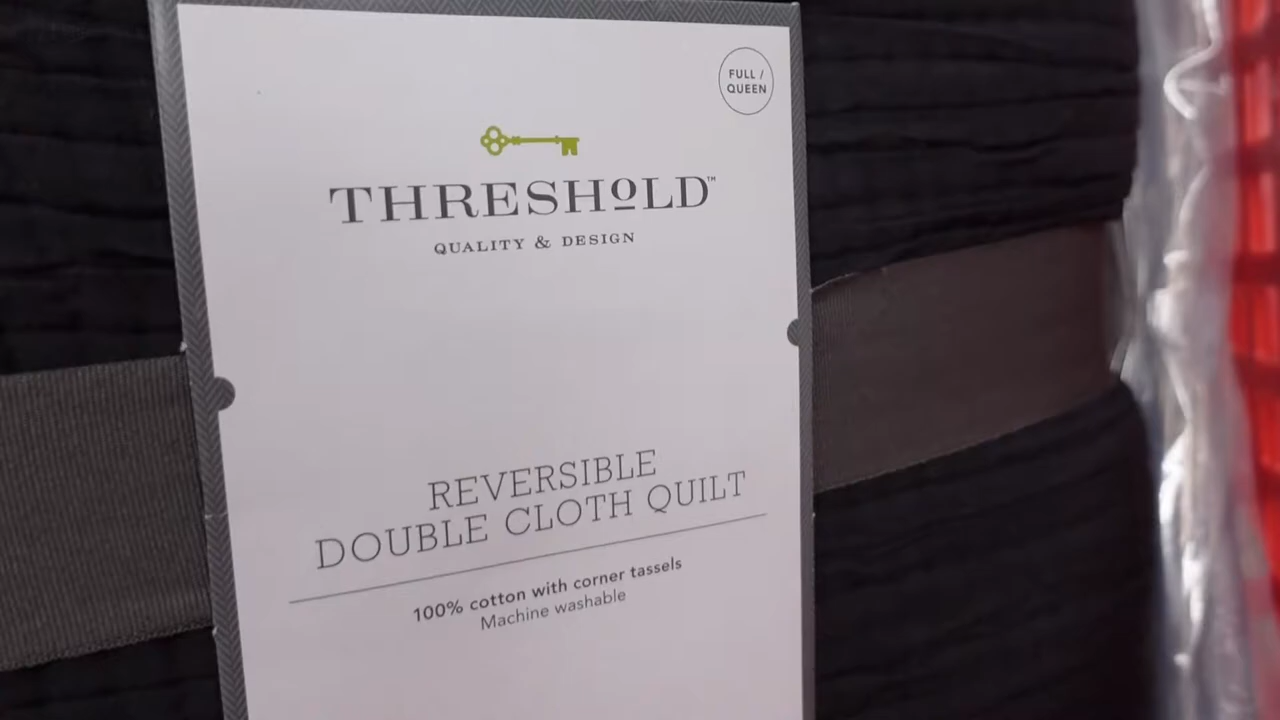 FULL /
QUEEN
THRESHOLD™
QUALITY & DESIGN
REVERSIBLE
DOUBLE CLOTH QUILT
100% cotton with corner tassels
Machine washable